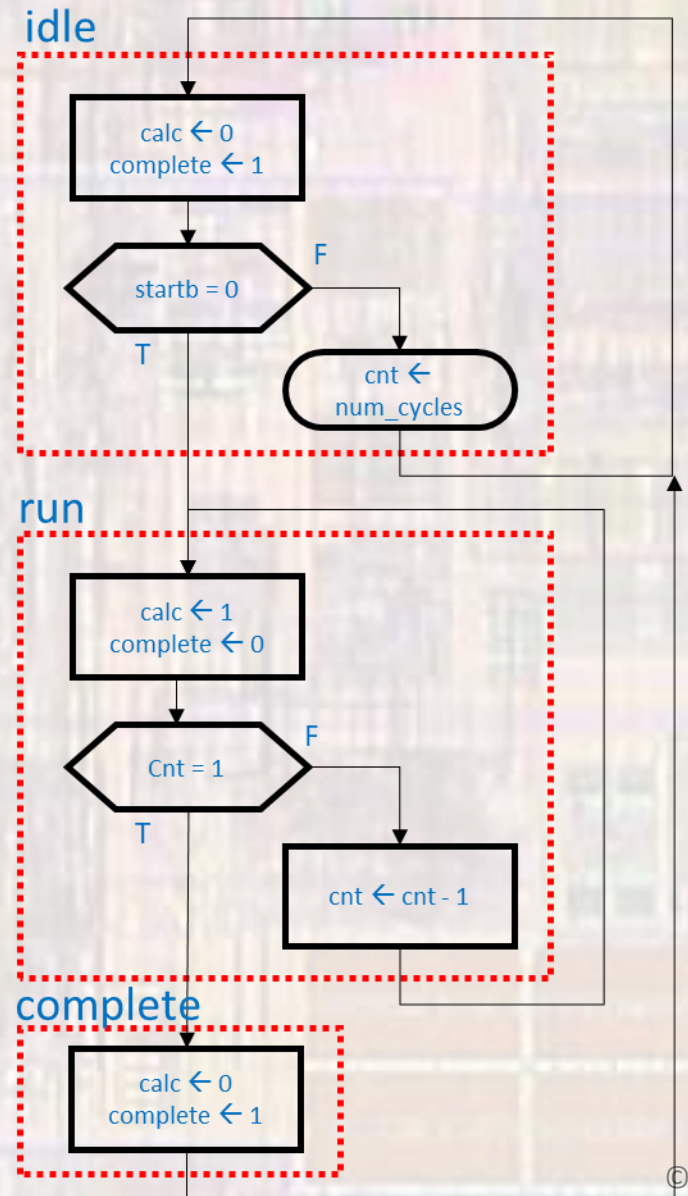 idle
calc ← 0
complete ← 1
startb = 0
F
T
cnt ←
num_cycles
run
calc ← 1
complete ← 0
Cnt = 1
F
T
cnt ← cnt - 1
complete
calc ← 0
complete ← 1
©